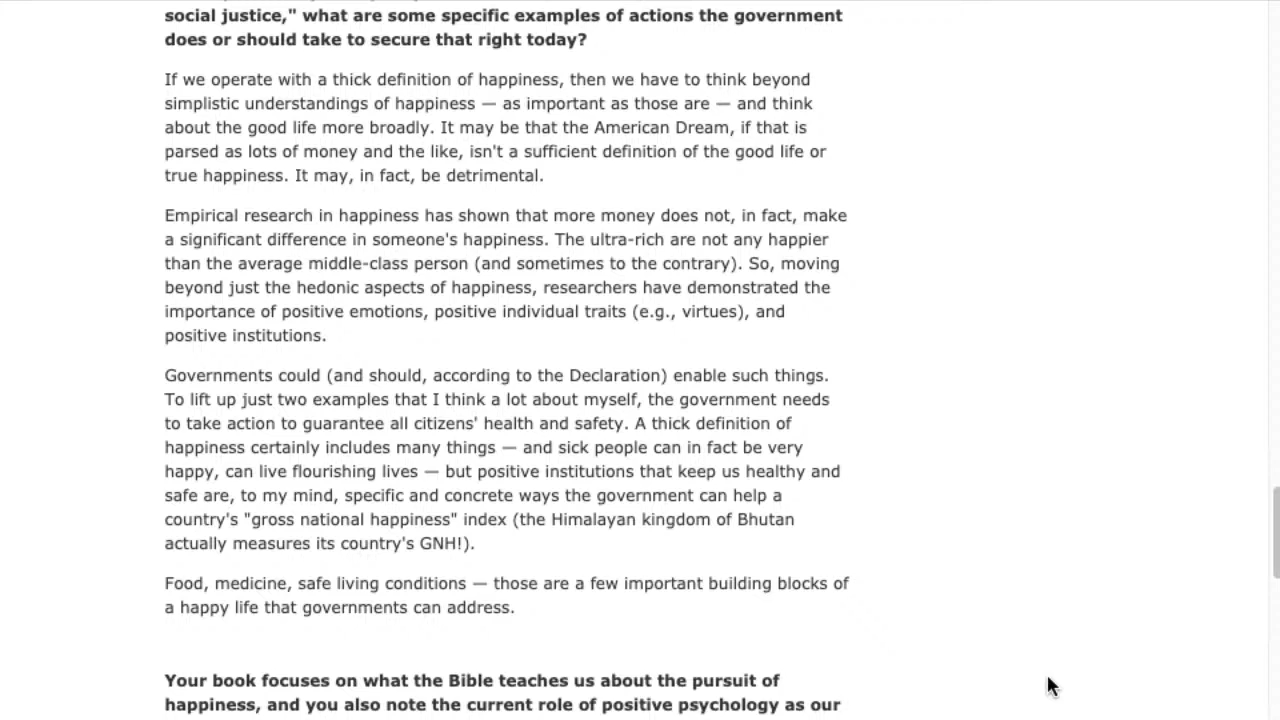 social justice," what are some specific examples of actions the government
does or should take to secure that right today?
If we operate with a thick definition of happiness, then we have to think beyond
simplistic understandings of happiness — as important as those are — and think
about the good life more broadly. It may be that the American Dream, if that is
parsed as lots of money and the like, isn't a sufficient definition of the good life or
true happiness. It may, in fact, be detrimental.
Empirical research in happiness has shown that more money does not, in fact, make
a significant difference in someone's happiness. The ultra-rich are not any happier
than the average middle-class person (and sometimes to the contrary). So, moving
beyond just the hedonic aspects of happiness, researchers have demonstrated the
importance of positive emotions, positive individual traits (e.g., virtues), and
positive institutions.
Governments could (and should, according to the Declaration) enable such things.
To lift up just two examples that I think a lot about myself, the government needs
to take action to guarantee all citizens' health and safety. A thick definition of
happiness certainly includes many things — and sick people can in fact be very
happy, can live flourishing lives — but positive institutions that keep us healthy and
safe are, to my mind, specific and concrete ways the government can help a
country's "gross national happiness" index (the Himalayan kingdom of Bhutan
actually measures its country's GNH!).
Food, medicine, safe living conditions — those are a few important building blocks of
a happy life that governments can address.
Your book focuses on what the Bible teaches us about the pursuit of
happiness, and you also note the current role of positive psychology as our